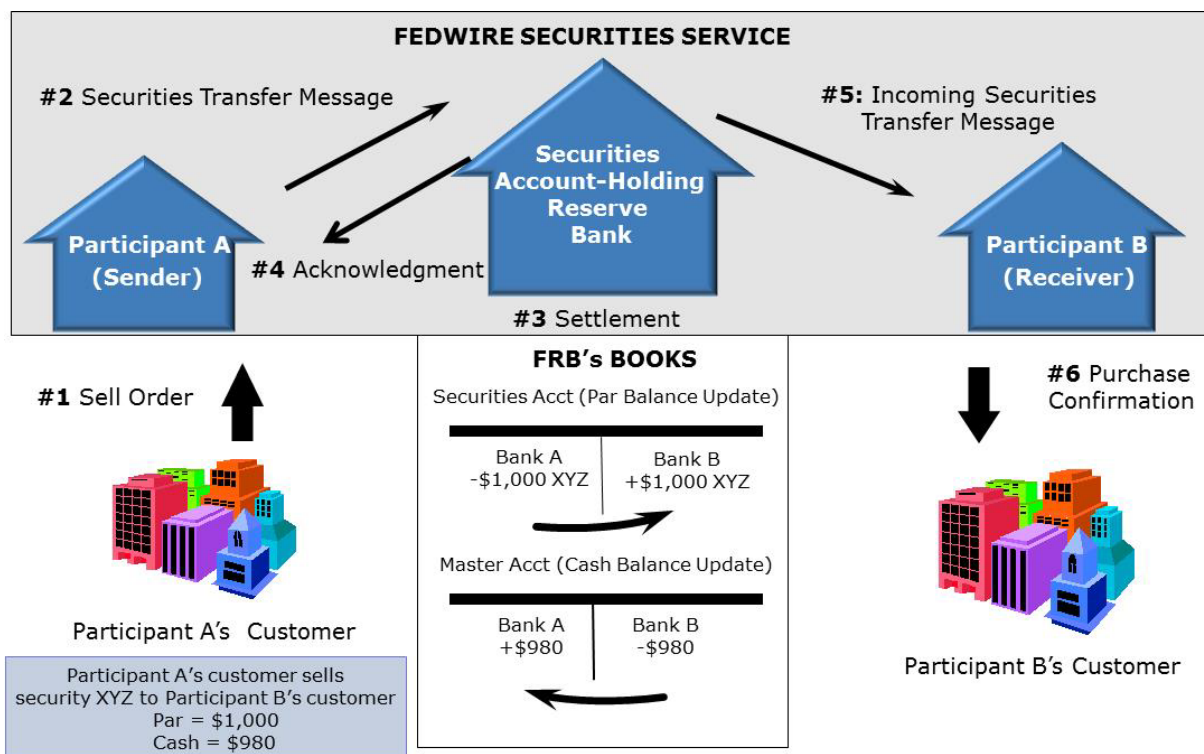 FEDWIRE SECURITIES SERVICE
#2 Securities Transfer Message
#5: Incoming Securities
Transfer Message
Securities
Account-Holding
Reserve
Bank
Participant A
(Sender)
#4 Acknowledgment
Participant B
(Receiver)
#3 Settlement
#1 Sell Order
FRB's BOOKS
Securities Acct (Par Balance Update)
Bank A
-$1,000 XYZ
Bank B
+$1,000 XYZ
Master Acct (Cash Balance Update)
Bank A
+$980
Bank B
-$980
#6 Purchase
Confirmation
Participant A's Customer
Participant A's customer sells
security XYZ to Participant B's customer
Par = $1,000
Cash = $980
Participant B's Customer